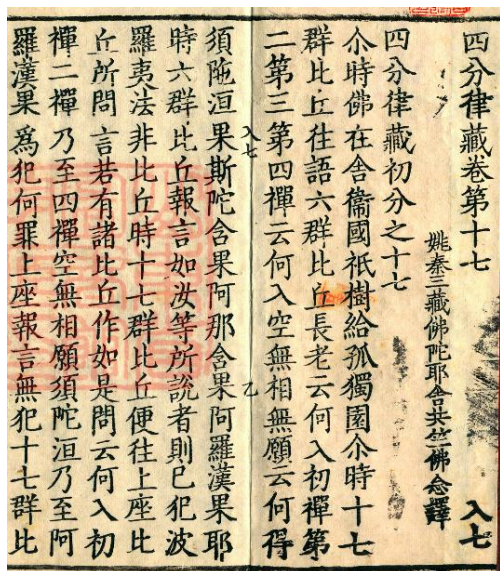 四分律藏卷第十七 入七
姚秦三藏佛陀耶舍共竺佛念譯
四分律藏初分之十七
尒時佛在舍衞國祇樹給孤獨園尒時十七
群比丘往語六群比丘長老云何入初禪第
二第三第四禪云何入空無相無願云何得
入七 乙
須陁洹果斯陀含果阿那含果阿羅漢果耶
時六群比丘報言如汝等所說者則已犯波
羅夷法非比丘時十七群比丘便往上座比
丘所問言若有諸比丘作如是問云何入初
禪二禪乃至四禪空無相願須陀洹乃至阿
羅漢果爲犯何罪上座報言無犯十七群比